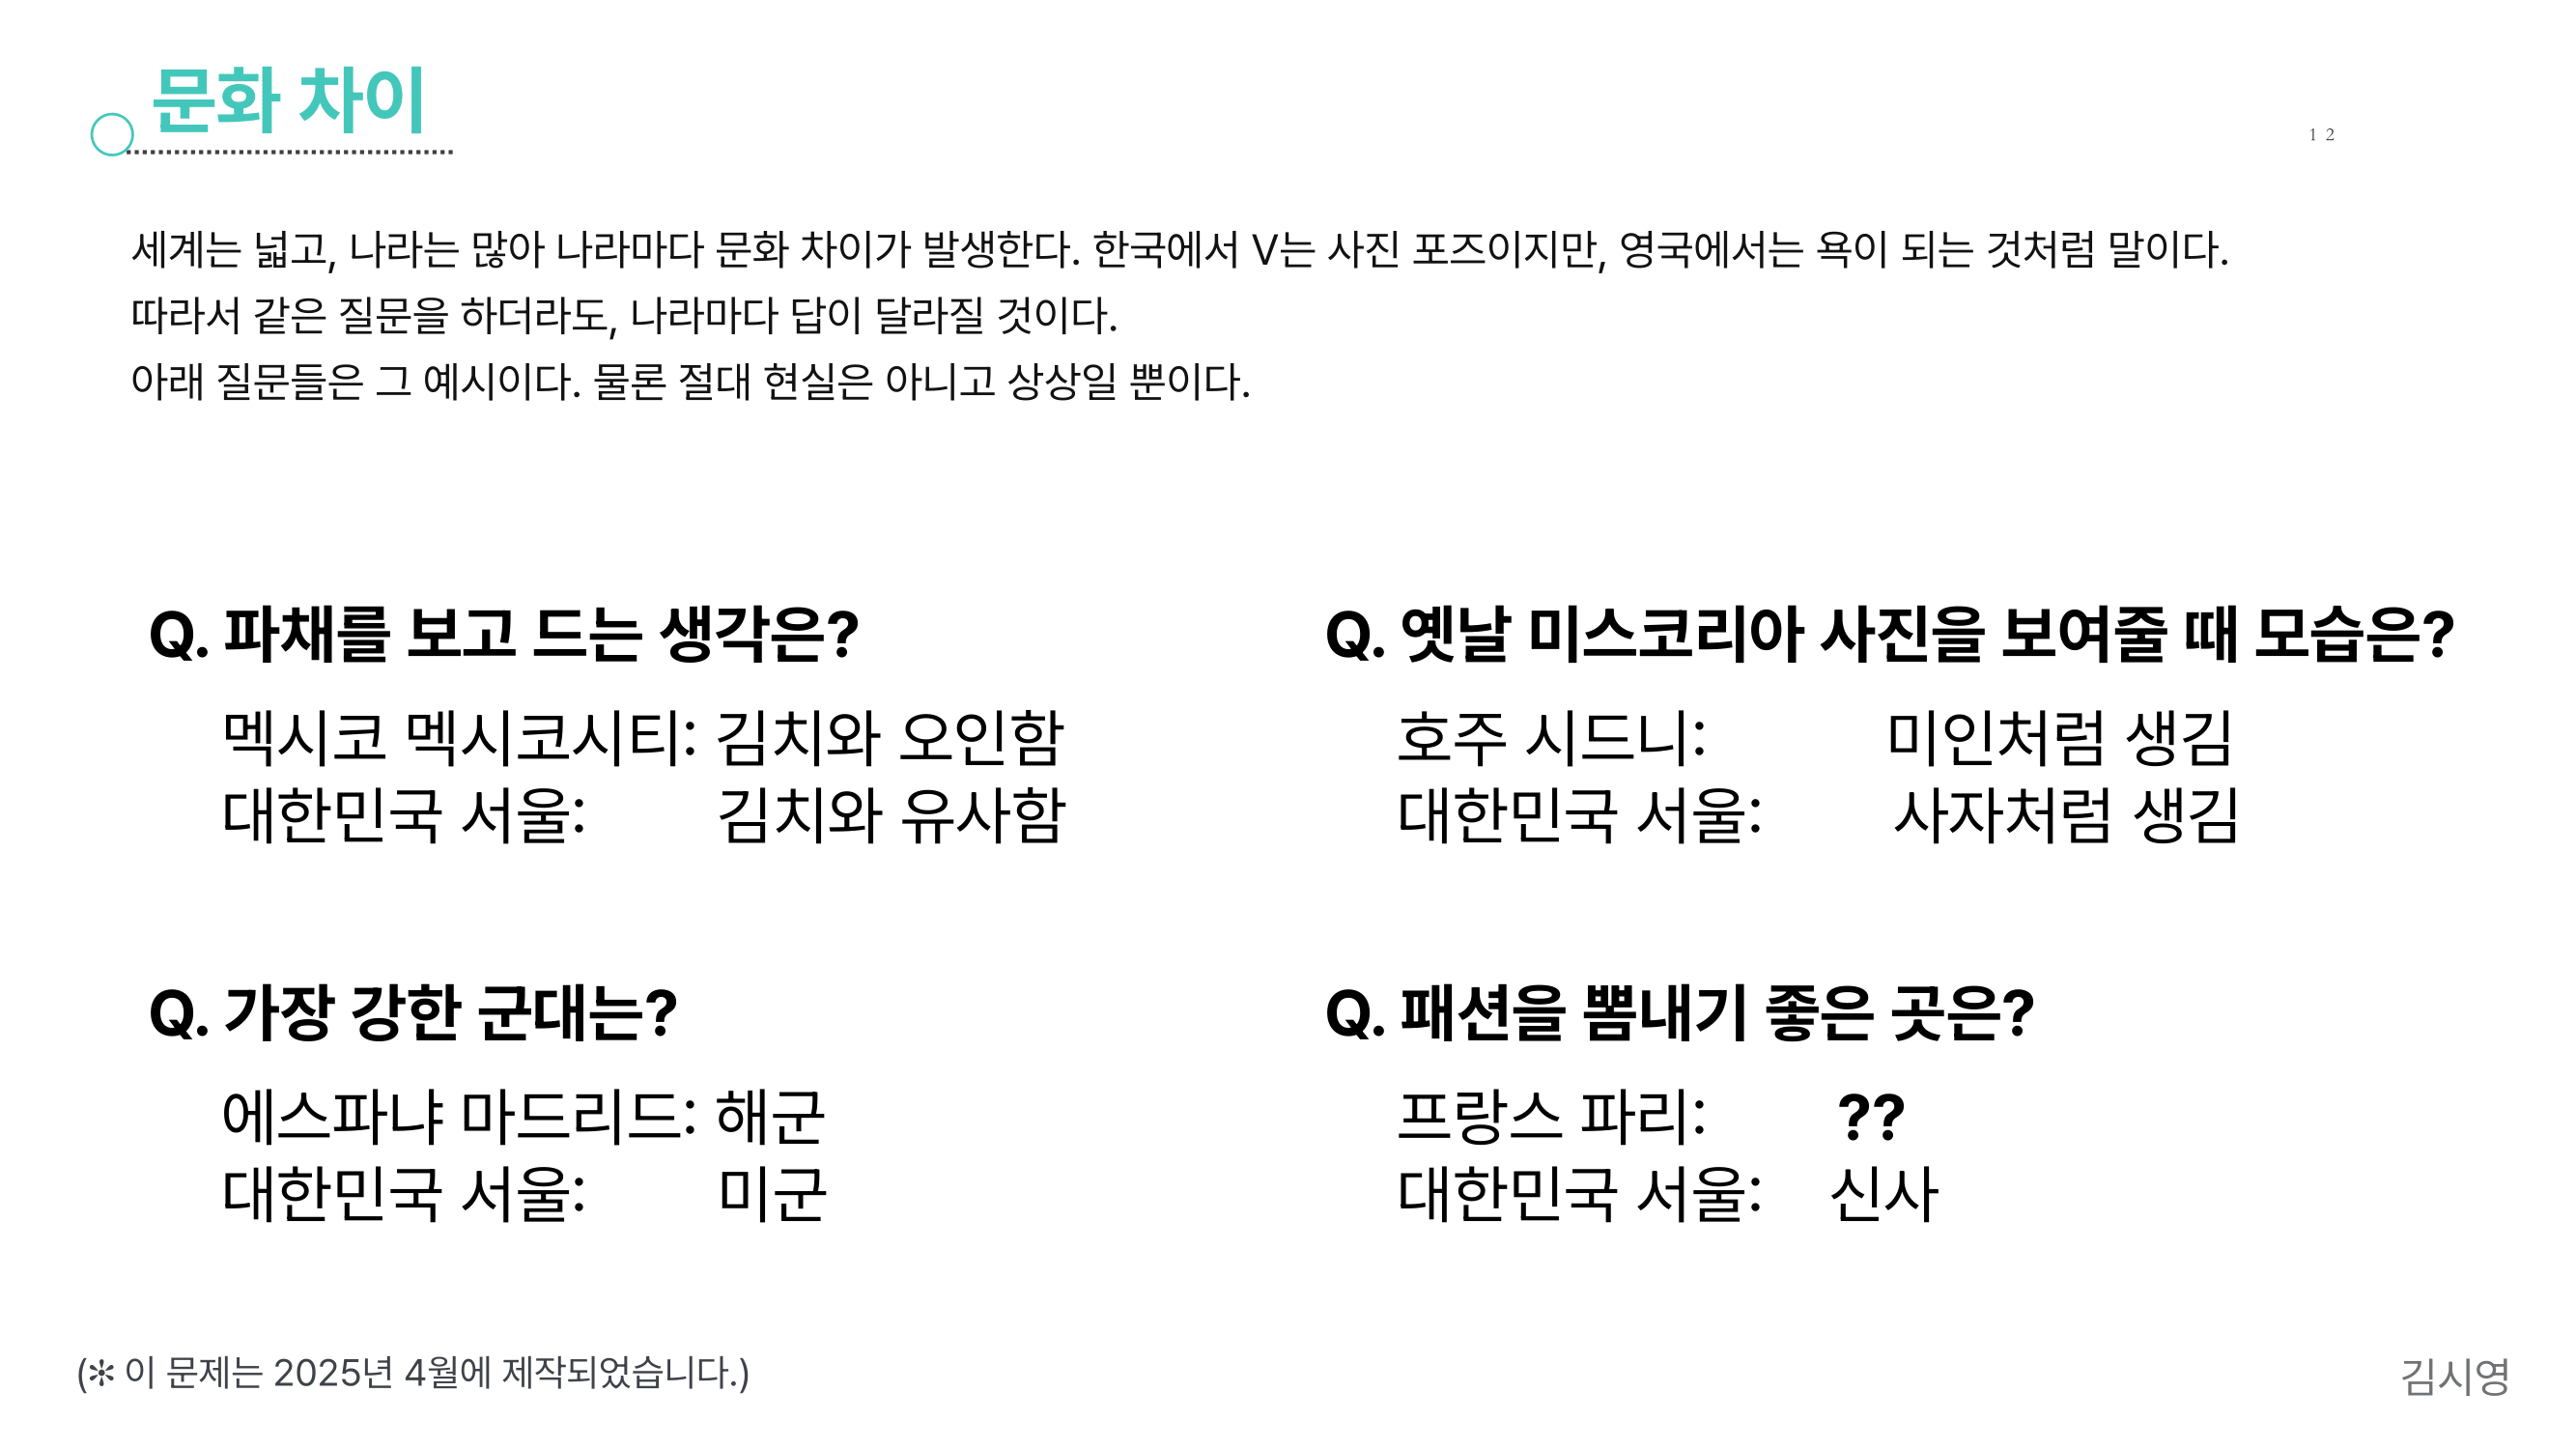 문화 차이
12
세계는 넓고, 나라는 많아 나라마다 문화 차이가 발생한다. 한국에서 V는 사진 포즈이지만, 영국에서는 욕이 되는 것처럼 말이다.
따라서 같은 질문을 하더라도, 나라마다 답이 달라질 것이다.
아래 질문들은 그 예시이다. 물론 절대 현실은 아니고 상상일 뿐이다.
Q. 파채를 보고 드는 생각은?
멕시코 멕시코시티: 김치와 오인함
대한민국 서울: 김치와 유사함
Q. 옛날 미스코리아 사진을 보여줄 때 모습은?
호주 시드니: 미인처럼 생김
대한민국 서울: 사자처럼 생김
Q. 가장 강한 군대는?
에스파냐 마드리드: 해군
대한민국 서울: 미군
Q. 패션을 뽐내기 좋은 곳은?
프랑스 파리: ??
대한민국 서울: 신사
(✻ 이 문제는 2025년 4월에 제작되었습니다.)
김시영